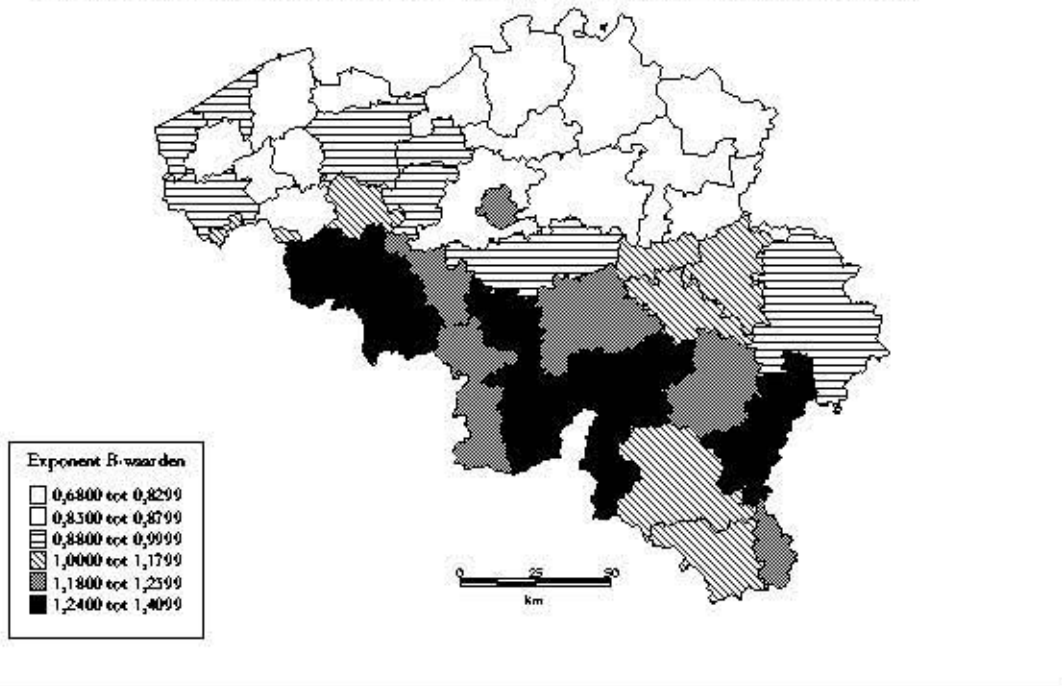 Exponent B-waarden
0,6800 tot 0,8299
0,8300 tot 0,8799
0,8800 tot 0,9999
1,0000 tot 1,1799
1,1800 tot 1,2399
1,2400 tot 1,4099
0 25 50
km